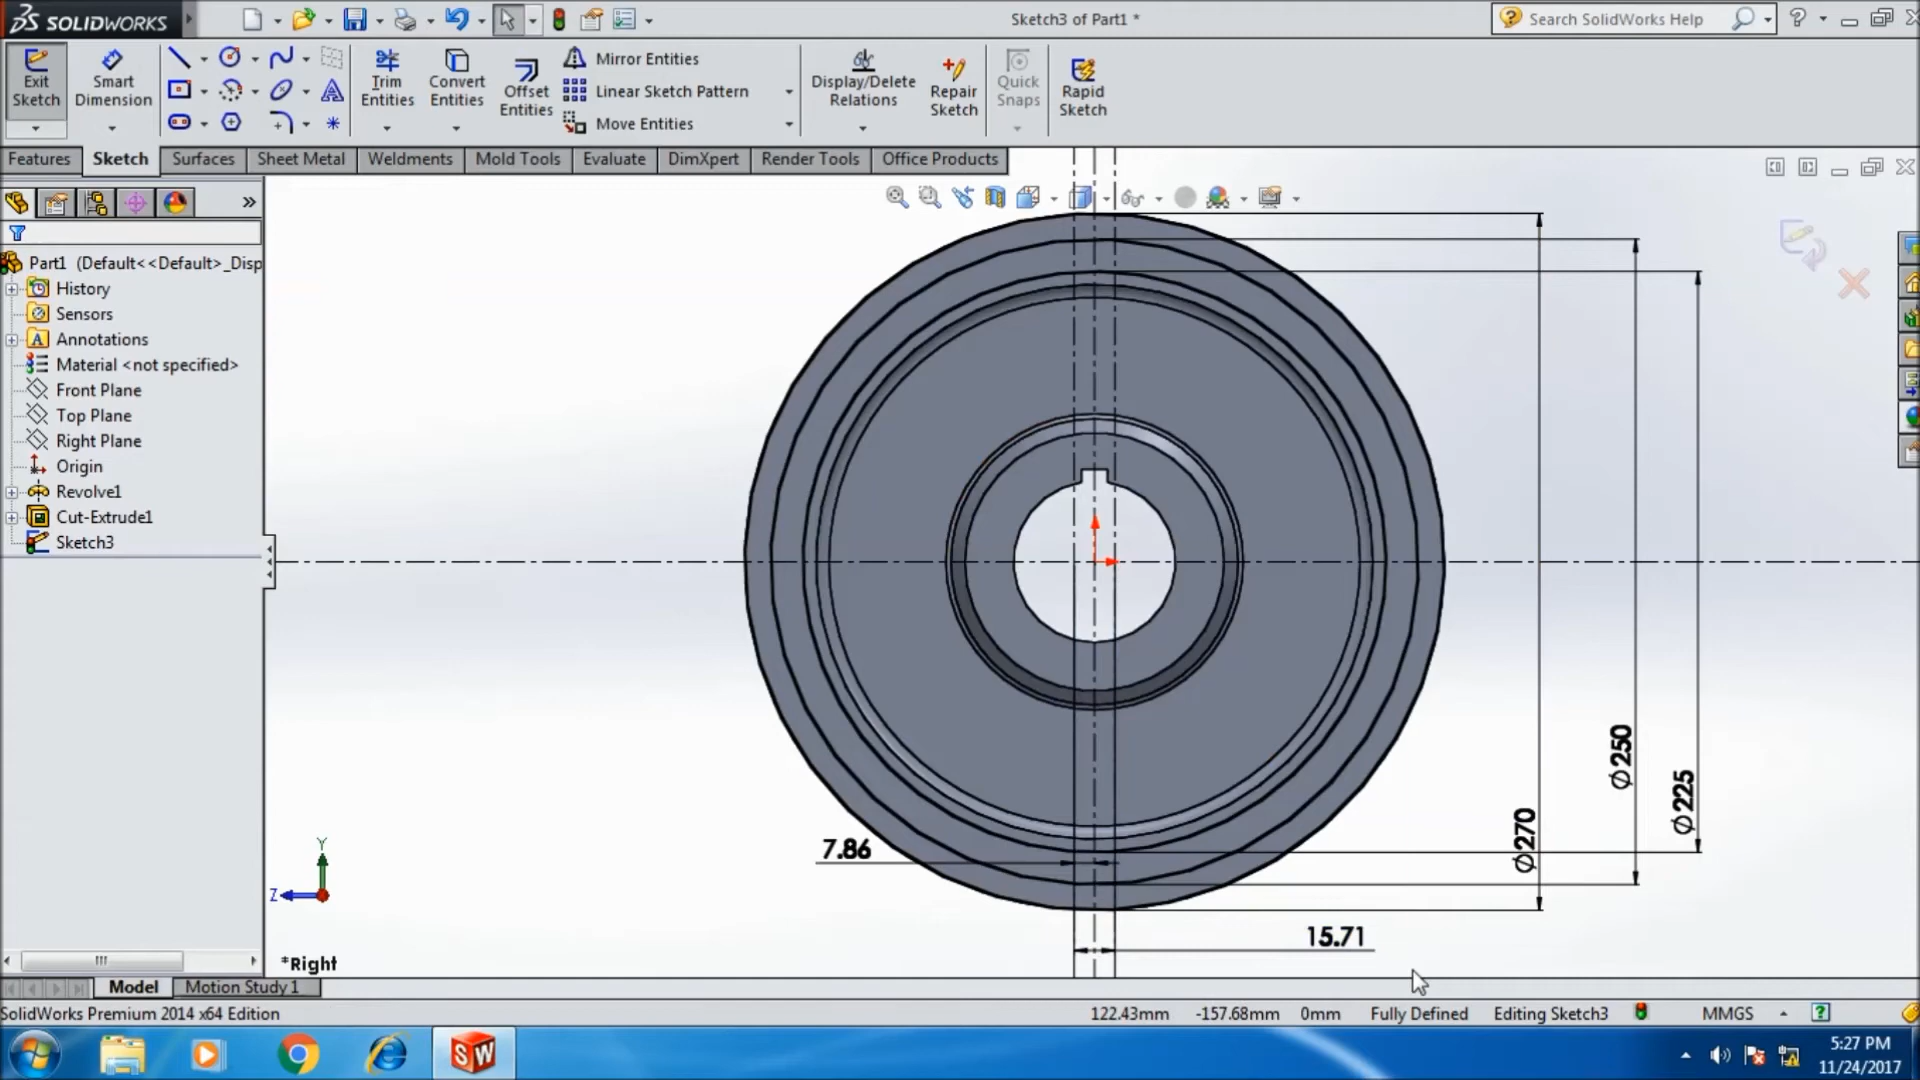 SOLIDWORKS
Sketch3 of Part1 *
Search SolidWorks Help
Exit Sketch
Smart Dimension
Trim Entities
Convert Entities
Offset Entities
Mirror Entities
Linear Sketch Pattern
Move Entities
Display/Delete Relations
Repair Sketch
Quick Snaps
Rapid Sketch
Features
Sketch
Surfaces
Sheet Metal
Weldments
Mold Tools
Evaluate
DimXpert
Render Tools
Office Products
Part1 (Default<<Default>_Disp
History
Sensors
Annotations
Material <not specified>
Front Plane
Top Plane
Right Plane
Origin
Revolve1
Cut-Extrude1
Sketch3
7.86
15.71
⌀270
⌀250
⌀225
Y
Z
*Right
Model
Motion Study 1
SolidWorks Premium 2014 x64 Edition
122.43mm
-157.68mm
0mm
Fully Defined
Editing Sketch3
MMGS
5:27 PM
11/24/2017